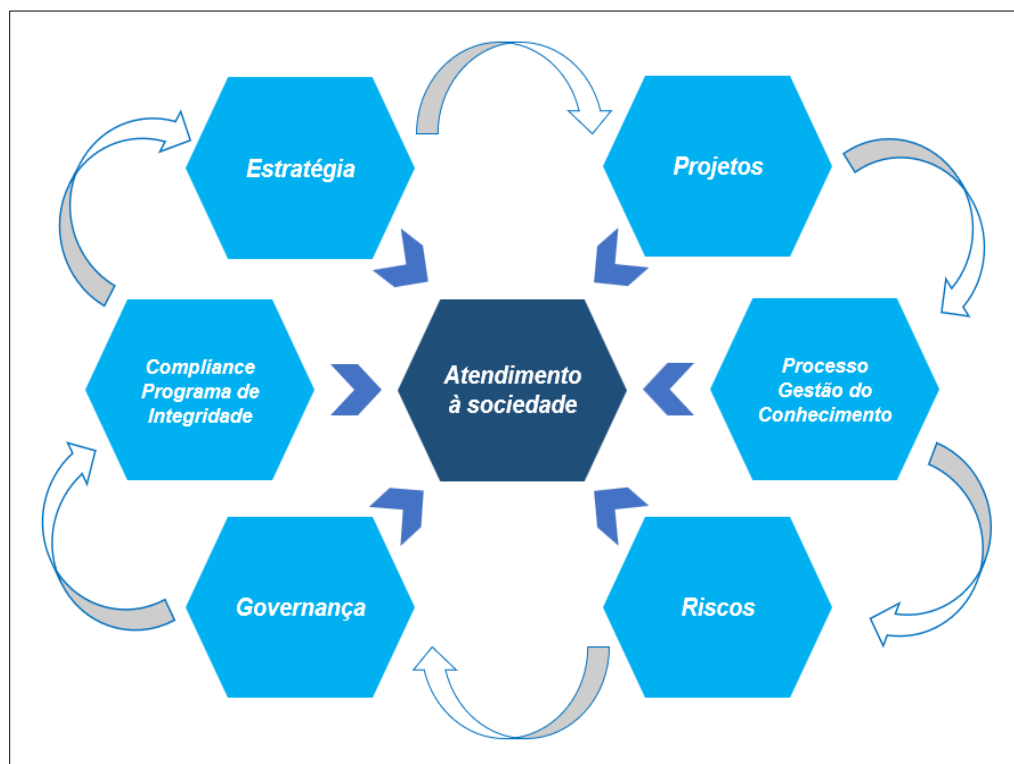 Estratégia
Projetos
Compliance
Programa de
Integridade
Atendimento
à sociedade
Processo
Gestão do
Conhecimento
Governança
Riscos